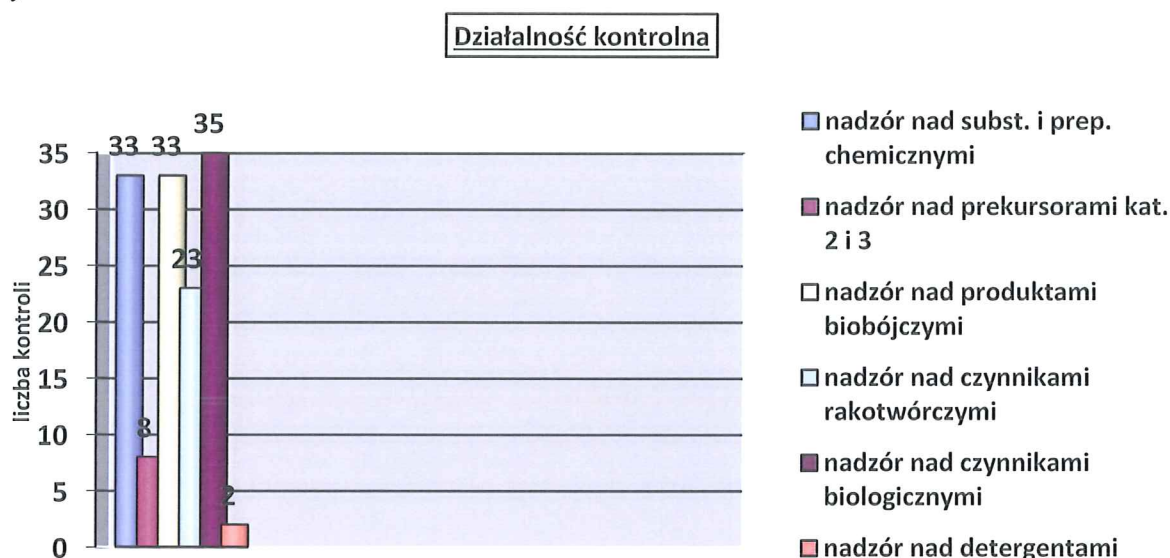 Działalność kontrolna
33
33
35
23
8
2
35
30
25
20
15
10
5
0
liczba kontroli
nadzór nad subst. i prep.
chemicznymi
nadzór nad prekursorami kat.
2 i 3
nadzór nad produktami
biobójczymi
nadzór nad czynnikami
rakotwórczymi
nadzór nad czynnikami
biologicznymi
nadzór nad detergentami